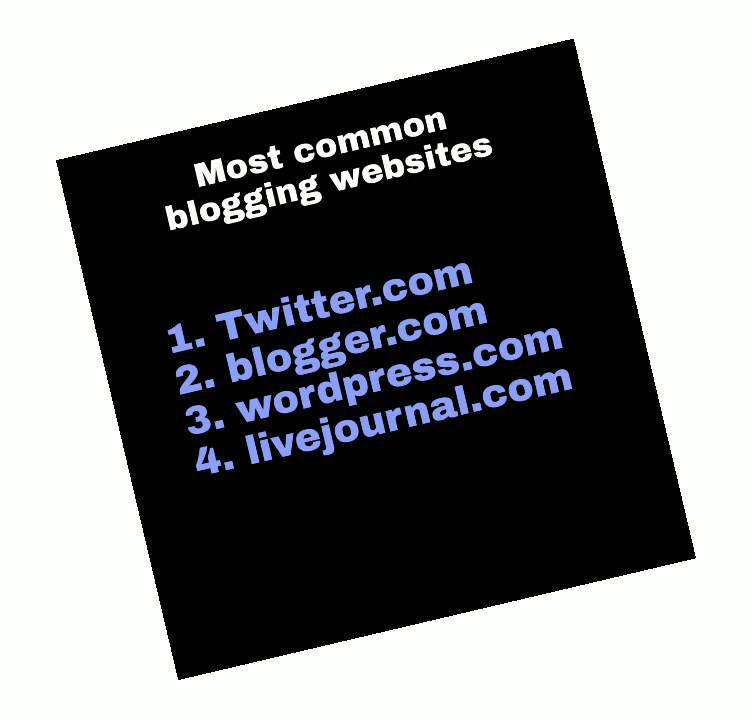 Most common
blogging websites
1. Twitter.com
2. blogger.com
3. wordpress.com
4. livejournal.com